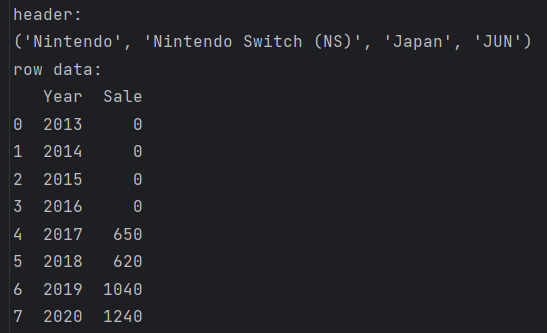 header:
('Nintendo', 'Nintendo Switch (NS)', 'Japan', 'JUN')
row data:
   Year  Sale
0  2013     0
1  2014     0
2  2015     0
3  2016     0
4  2017   650
5  2018   620
6  2019  1040
7  2020  1240